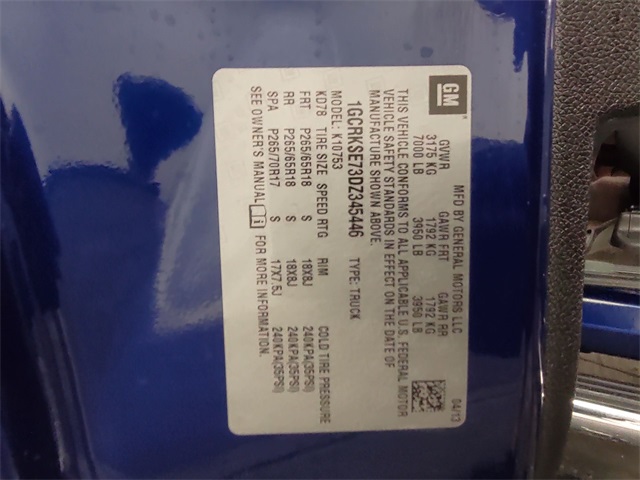 GM
MFD BY GENERAL MOTORS LLC 04/13
GVWR GAWR FRT GAWR RR
3175 KG 1792 KG 1792 KG
7000 LB 3950 LB 3950 LB
THIS VEHICLE CONFORMS TO ALL APPLICABLE U.S. FEDERAL MOTOR
VEHICLE SAFETY STANDARDS IN EFFECT ON THE DATE OF
MANUFACTURE SHOWN ABOVE.
1GCRKSE73DZ345446 TYPE: TRUCK
MODEL: K10753
KD78 TIRE SIZE SPEED RTG RIM COLD TIRE PRESSURE
FRT P265/65R18 S 18X8J 240KPA(35PSI)
RR P265/65R18 S 18X8J 240KPA(35PSI)
SPA P265/70R17 S 17X7.5J 240KPA(35PSI)
SEE OWNER'S MANUAL FOR MORE INFORMATION.